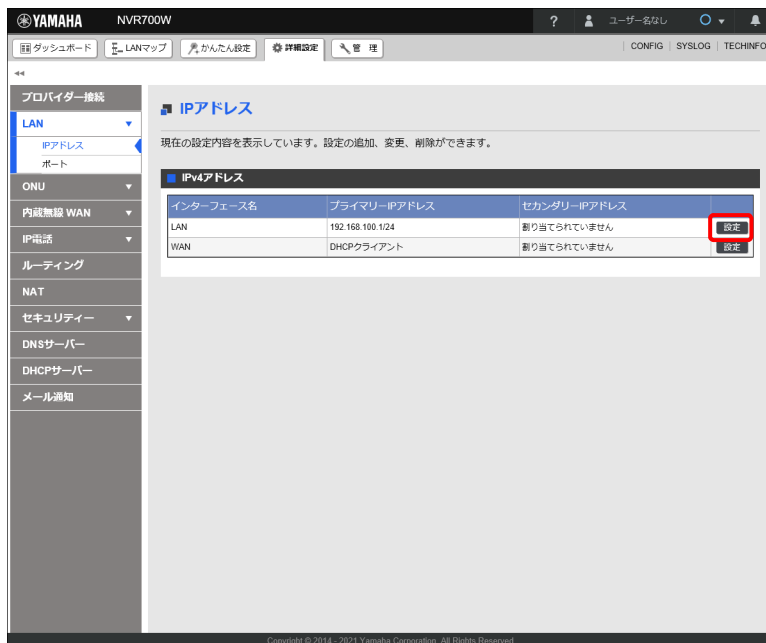 YAMAHA NVR700W ? ユーザー名なし
ダッシュボード LANマップ かんたん設定 詳細設定 管 理 CONFIG SYSLOG TECHINFO
プロバイダー接続
LAN
IPアドレス
ポート
ONU
内蔵無線 WAN
IP電話
ルーティング
NAT
セキュリティー
DNSサーバー
DHCPサーバー
メール通知
IPアドレス
現在の設定内容を表示しています。設定の追加、変更、削除ができます。
IPv4アドレス
インターフェース名 プライマリーIPアドレス セカンダリーIPアドレス
LAN 192.168.100.1/24 割り当てられていません 設定
WAN DHCPクライアント 割り当てられていません 設定
Copyright © 2014 - 2021 Yamaha Corporation. All Rights Reserved.